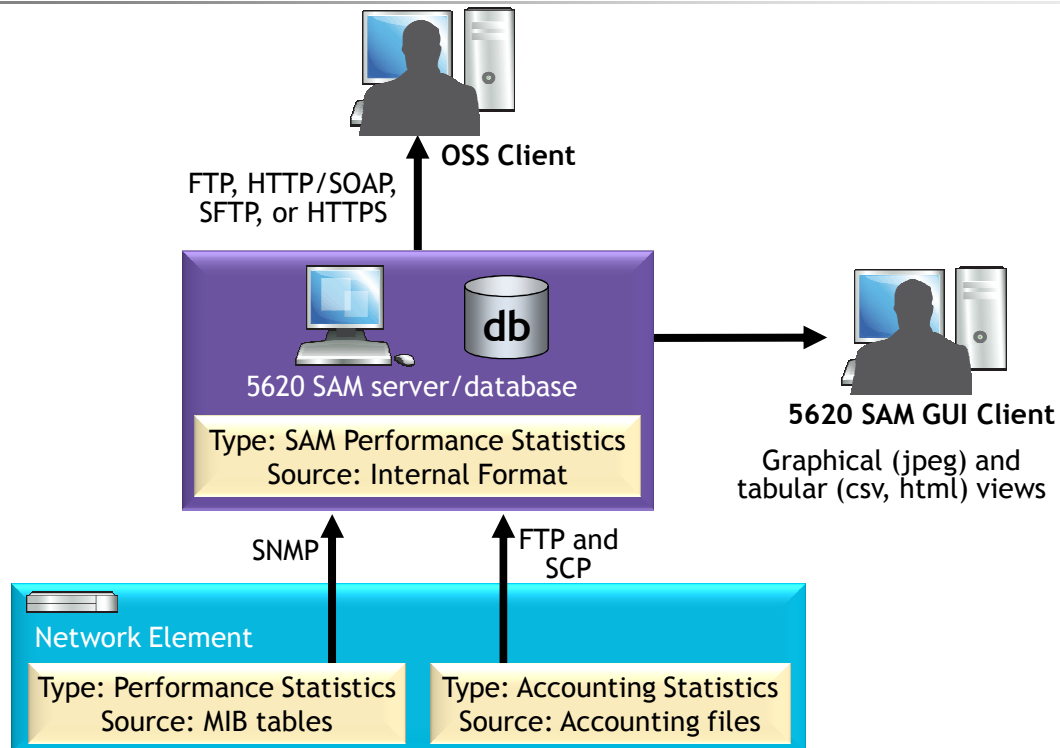 OSS Client
FTP, HTTP/SOAP,
SFTP, or HTTPS
db
5620 SAM server/database
Type: SAM Performance Statistics
Source: Internal Format
5620 SAM GUI Client
Graphical (jpeg) and
tabular (csv, html) views
SNMP
FTP and
SCP
Network Element
Type: Performance Statistics
Source: MIB tables
Type: Accounting Statistics
Source: Accounting files